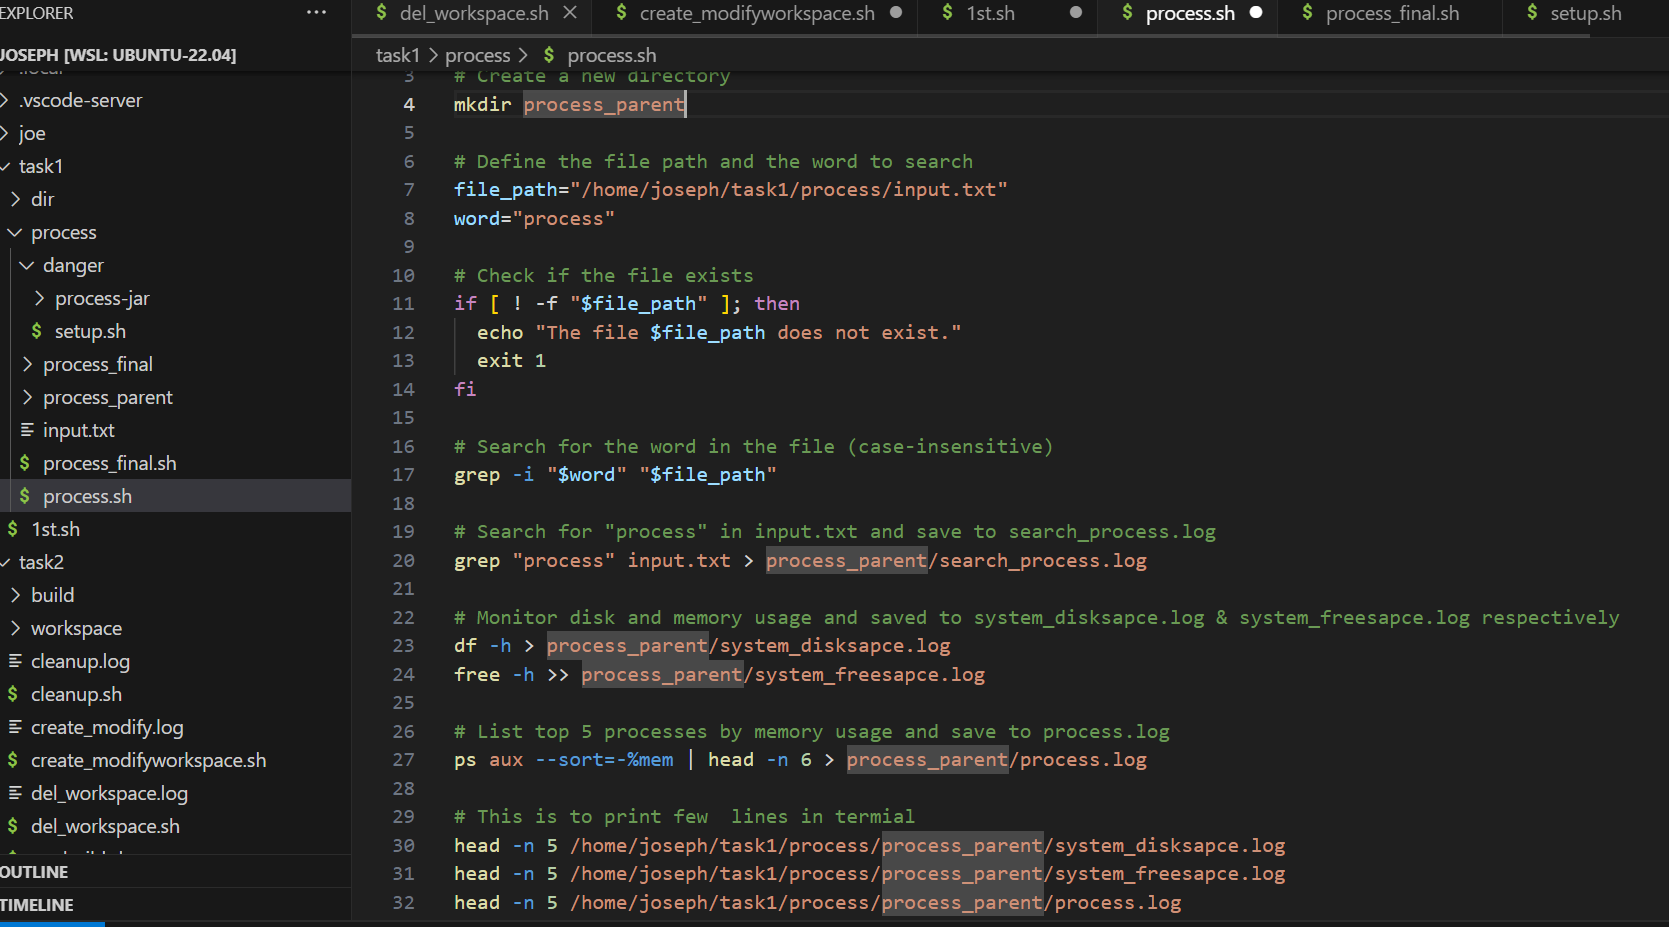 EXPLORER ...
JOSEPH [WSL: UBUNTU-22.04]
.local
.vscode-server
joe
task1
dir
process
danger
process-jar
$ setup.sh
process_final
process_parent
input.txt
$ process_final.sh
$ process.sh
$ 1st.sh
task2
build
workspace
cleanup.log
$ cleanup.sh
create_modify.log
$ create_modifyworkspace.sh
del_workspace.log
$ del_workspace.sh
OUTLINE
TIMELINE
$ del_workspace.sh
$ create_modifyworkspace.sh
$ 1st.sh
$ process.sh
$ process_final.sh
$ setup.sh
task1 > process > $ process.sh
3 # Create a new directory
4 mkdir process_parent
5
6 # Define the file path and the word to search
7 file_path="/home/joseph/task1/process/input.txt"
8 word="process"
9
10 # Check if the file exists
11 if [ ! -f "$file_path" ]; then
12 echo "The file $file_path does not exist."
13 exit 1
14 fi
15
16 # Search for the word in the file (case-insensitive)
17 grep -i "$word" "$file_path"
18
19 # Search for "process" in input.txt and save to search_process.log
20 grep "process" input.txt > process_parent/search_process.log
21
22 # Monitor disk and memory usage and saved to system_disksapce.log & system_freesapce.log respectively
23 df -h > process_parent/system_disksapce.log
24 free -h >> process_parent/system_freesapce.log
25
26 # List top 5 processes by memory usage and save to process.log
27 ps aux --sort=-%mem | head -n 6 > process_parent/process.log
28
29 # This is to print few  lines in termial
30 head -n 5 /home/joseph/task1/process/process_parent/system_disksapce.log
31 head -n 5 /home/joseph/task1/process/process_parent/system_freesapce.log
32 head -n 5 /home/joseph/task1/process/process_parent/process.log